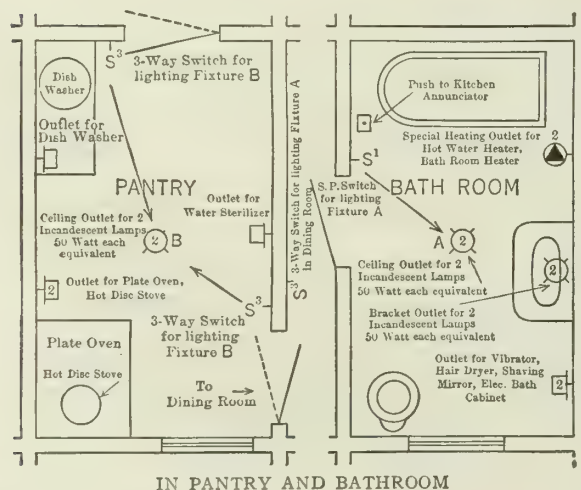 S³
3-Way Switch for
lighting Fixture B
Dish
Washer
Outlet for
Dish Washer
PANTRY
Ceiling Outlet for 2
Incandescent Lamps
50 Watt each
equivalent
2 B
Outlet for
Water Sterilizer
2
Outlet for Plate Oven,
Hot Disc Stove
S³
3-Way Switch
for lighting
Fixture B
Plate Oven
Hot Disc Stove
To
Dining Room
S³ 3-Way Switch for lighting Fixture A
In Dining Room
Push to Kitchen
Annunciator
Special Heating Outlet for
Hot Water Heater,
Bath Room Heater
2
S¹
S.P. Switch
for lighting
Fixture A
BATH ROOM
A 2
2
Ceiling Outlet for 2
Incandescent Lamps
50 Watt each equivalent
Bracket Outlet for 2
Incandescent Lamps
50 Watt each equivalent
Outlet for Vibrator,
Hair Dryer, Shaving
Mirror, Elec. Bath
Cabinet
2
IN PANTRY AND BATHROOM